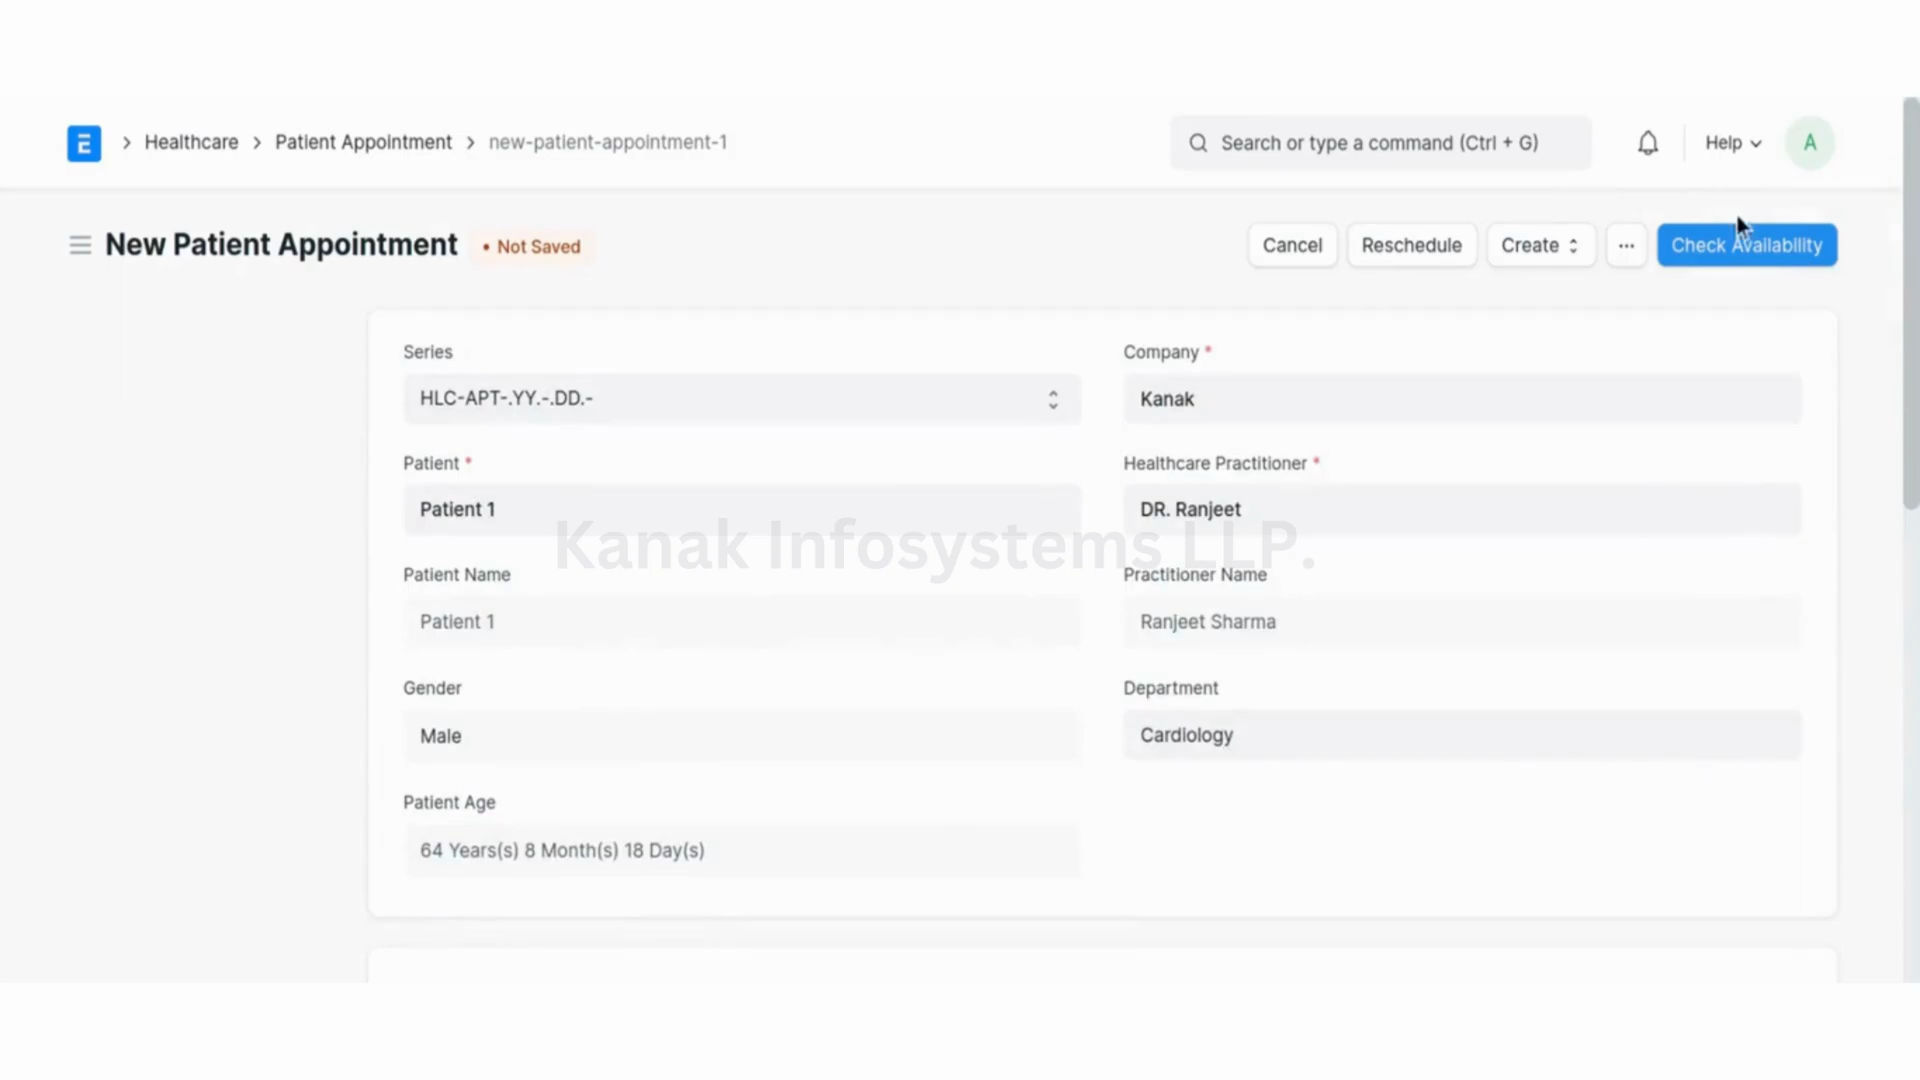 E > Healthcare > Patient Appointment > new-patient-appointment-1
Search or type a command (Ctrl + G)
Help
A
New Patient Appointment
• Not Saved
Cancel
Reschedule
Create
...
Check Availability
Series
HLC-APT-.YY.-.DD.-
Company *
Kanak
Patient *
Patient 1
Healthcare Practitioner *
DR. Ranjeet
Kanak Infosystems LLP.
Patient Name
Patient 1
Practitioner Name
Ranjeet Sharma
Gender
Male
Department
Cardiology
Patient Age
64 Years(s) 8 Month(s) 18 Day(s)